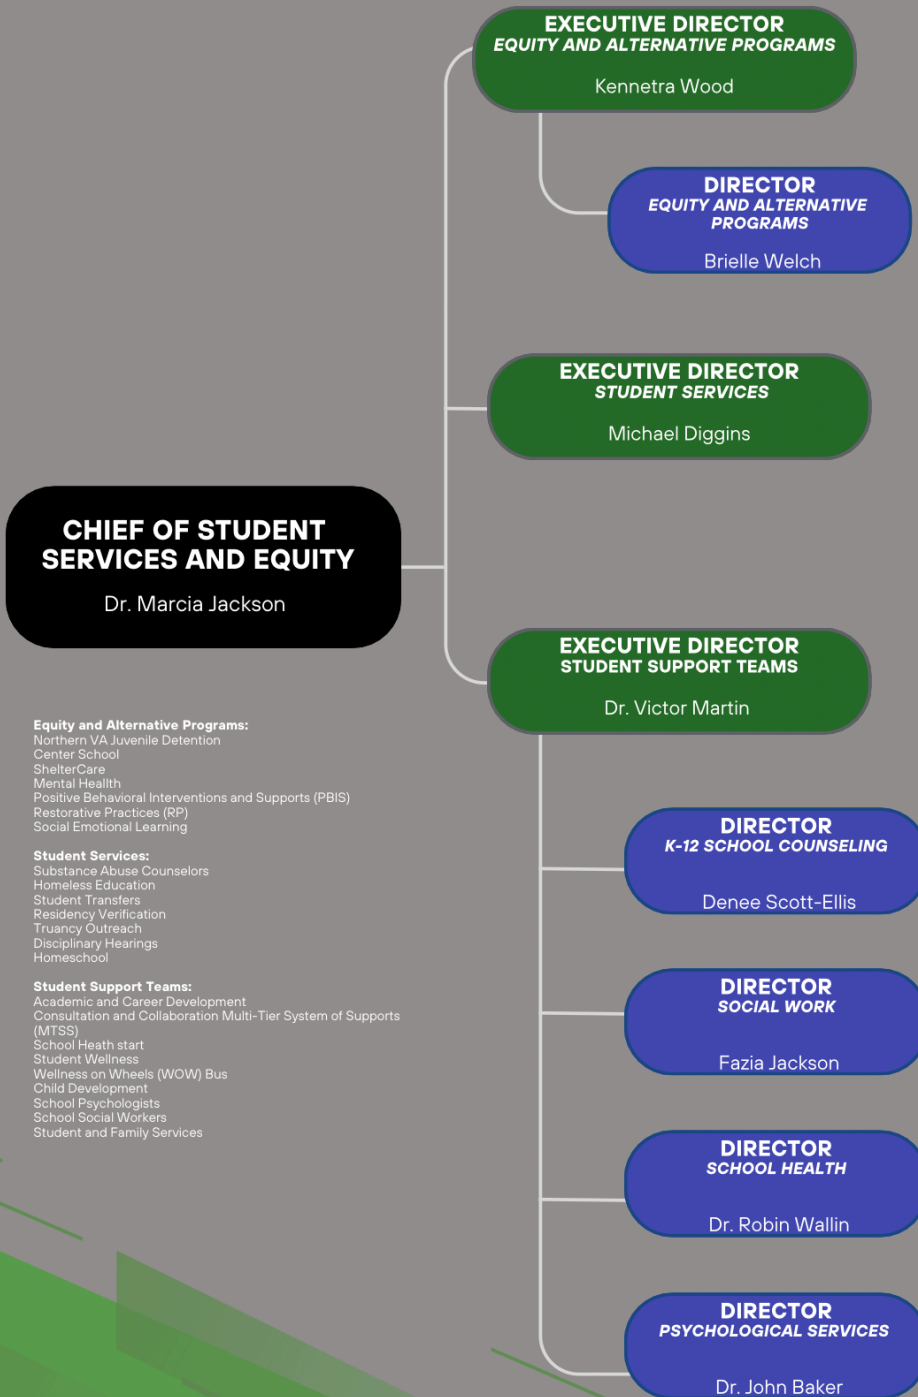 EXECUTIVE DIRECTOR
EQUITY AND ALTERNATIVE PROGRAMS
Kennetra Wood
DIRECTOR
EQUITY AND ALTERNATIVE
PROGRAMS
Brielle Welch
EXECUTIVE DIRECTOR
STUDENT SERVICES
Michael Diggins
CHIEF OF STUDENT
SERVICES AND EQUITY
Dr. Marcia Jackson
EXECUTIVE DIRECTOR
STUDENT SUPPORT TEAMS
Dr. Victor Martin
Equity and Alternative Programs:
Northern VA Juvenile Detention
Center School
ShelterCare
Mental Heallth
Positive Behavioral Interventions and Supports (PBIS)
Restorative Practices (RP)
Social Emotional Learning
Student Services:
Substance Abuse Counselors
Homeless Education
Student Transfers
Residency Verification
Truancy Outreach
Disciplinary Hearings
Homeschool
Student Support Teams:
Academic and Career Development
Consultation and Collaboration Multi-Tier System of Supports
(MTSS)
School Heath start
Student Wellness
Wellness on Wheels (WOW) Bus
Child Development
School Psychologists
School Social Workers
Student and Family Services
DIRECTOR
K-12 SCHOOL COUNSELING
Denee Scott-Ellis
DIRECTOR
SOCIAL WORK
Fazia Jackson
DIRECTOR
SCHOOL HEALTH
Dr. Robin Wallin
DIRECTOR
PSYCHOLOGICAL SERVICES
Dr. John Baker